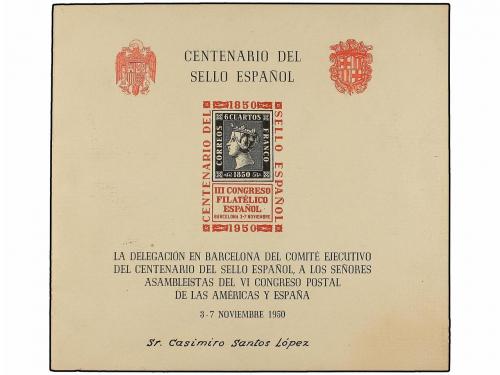 CENTENARIO DEL
SELLO ESPAÑOL
1850
CENTENARIO DEL
SELLO ESPAÑOL
6 CUARTOS
CORREOS
FRANCO
1850
III CONGRESO
FILATÉLICO
ESPAÑOL
BARCELONA 3-7 NOVIEMBRE
1950
LA DELEGACIÓN EN BARCELONA DEL COMITÉ EJECUTIVO
DEL CENTENARIO DEL SELLO ESPAÑOL, A LOS SEÑORES
ASAMBLEISTAS DEL VI CONGRESO POSTAL
DE LAS AMÉRICAS Y ESPAÑA
3-7 NOVIEMBRE 1950
Sr. Casimiro Santos López